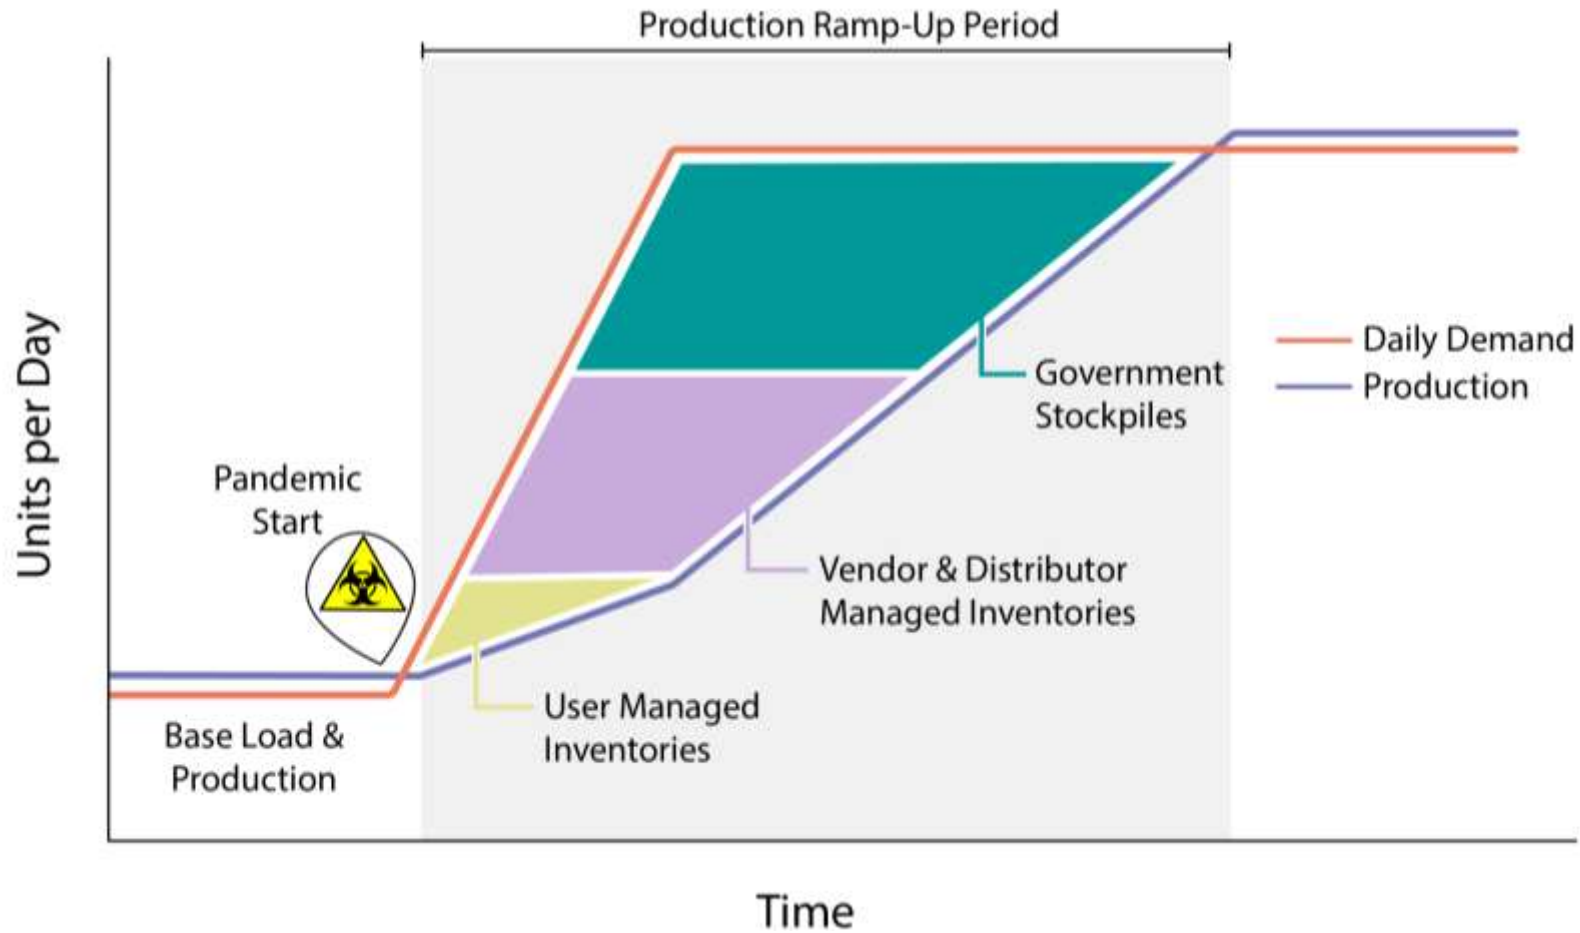 Production Ramp-Up Period
Units per Day
Pandemic
Start
Base Load &
Production
Government
Stockpiles
Vendor & Distributor
Managed Inventories
User Managed
Inventories
Daily Demand
Production
Time